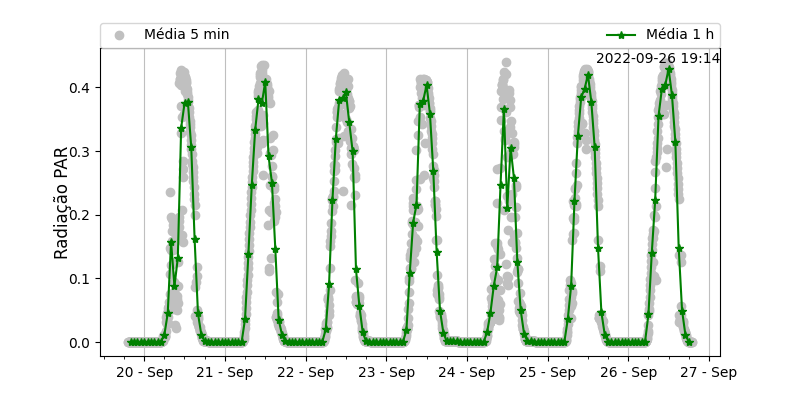 Média 5 min
Média 1 h
2022-09-26 19:14
Radiação PAR
0.4
0.3
0.2
0.1
0.0
20 - Sep
21 - Sep
22 - Sep
23 - Sep
24 - Sep
25 - Sep
26 - Sep
27 - Sep